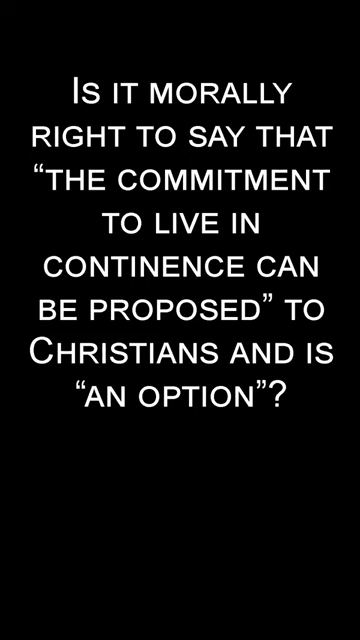 Is it morally
right to say that
“the commitment
to live in
continence can
be proposed” to
Christians and is
“an option”?